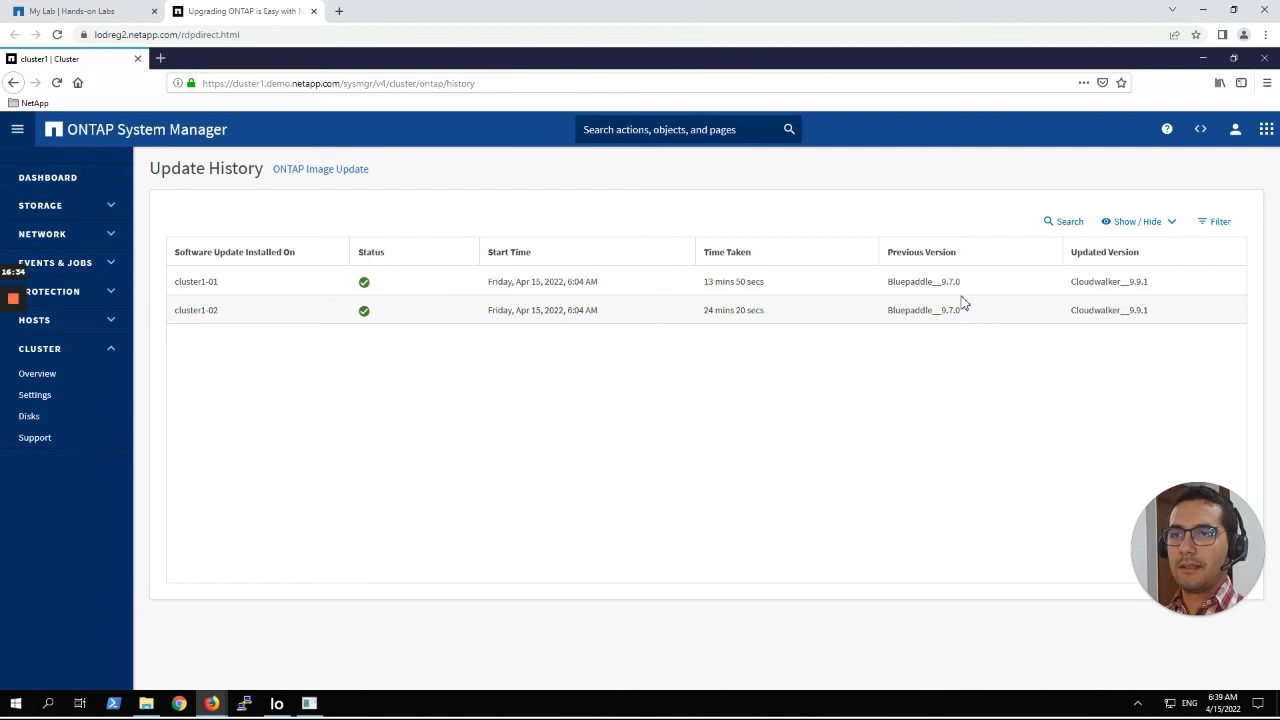 My Lab | Hands-on Labs
Upgrading ONTAP is Easy with N
lodreg2.netapp.com/rdpdirect.html
cluster1 | Cluster
https://cluster1.demo.netapp.com/sysmgr/v4/cluster/ontap/history
NetApp
ONTAP System Manager
Search actions, objects, and pages
DASHBOARD
STORAGE
NETWORK
EVENTS & JOBS
16:34
ROTECTION
HOSTS
CLUSTER
Overview
Settings
Disks
Support
Update History ONTAP Image Update
Search Show / Hide Filter
Software Update Installed On Status Start Time Time Taken Previous Version Updated Version
cluster1-01 Friday, Apr 15, 2022, 6:04 AM 13 mins 50 secs Bluepaddle__9.7.0 Cloudwalker__9.9.1
cluster1-02 Friday, Apr 15, 2022, 6:04 AM 24 mins 20 secs Bluepaddle__9.7.0 Cloudwalker__9.9.1
lo
ENG
6:39 AM
4/15/2022